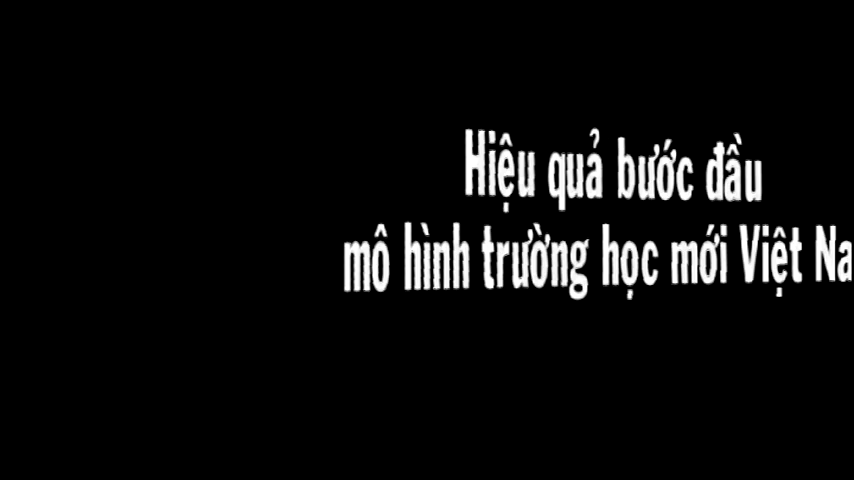 Hiệu quả bước đầu
mô hình trường học mới Việt Na